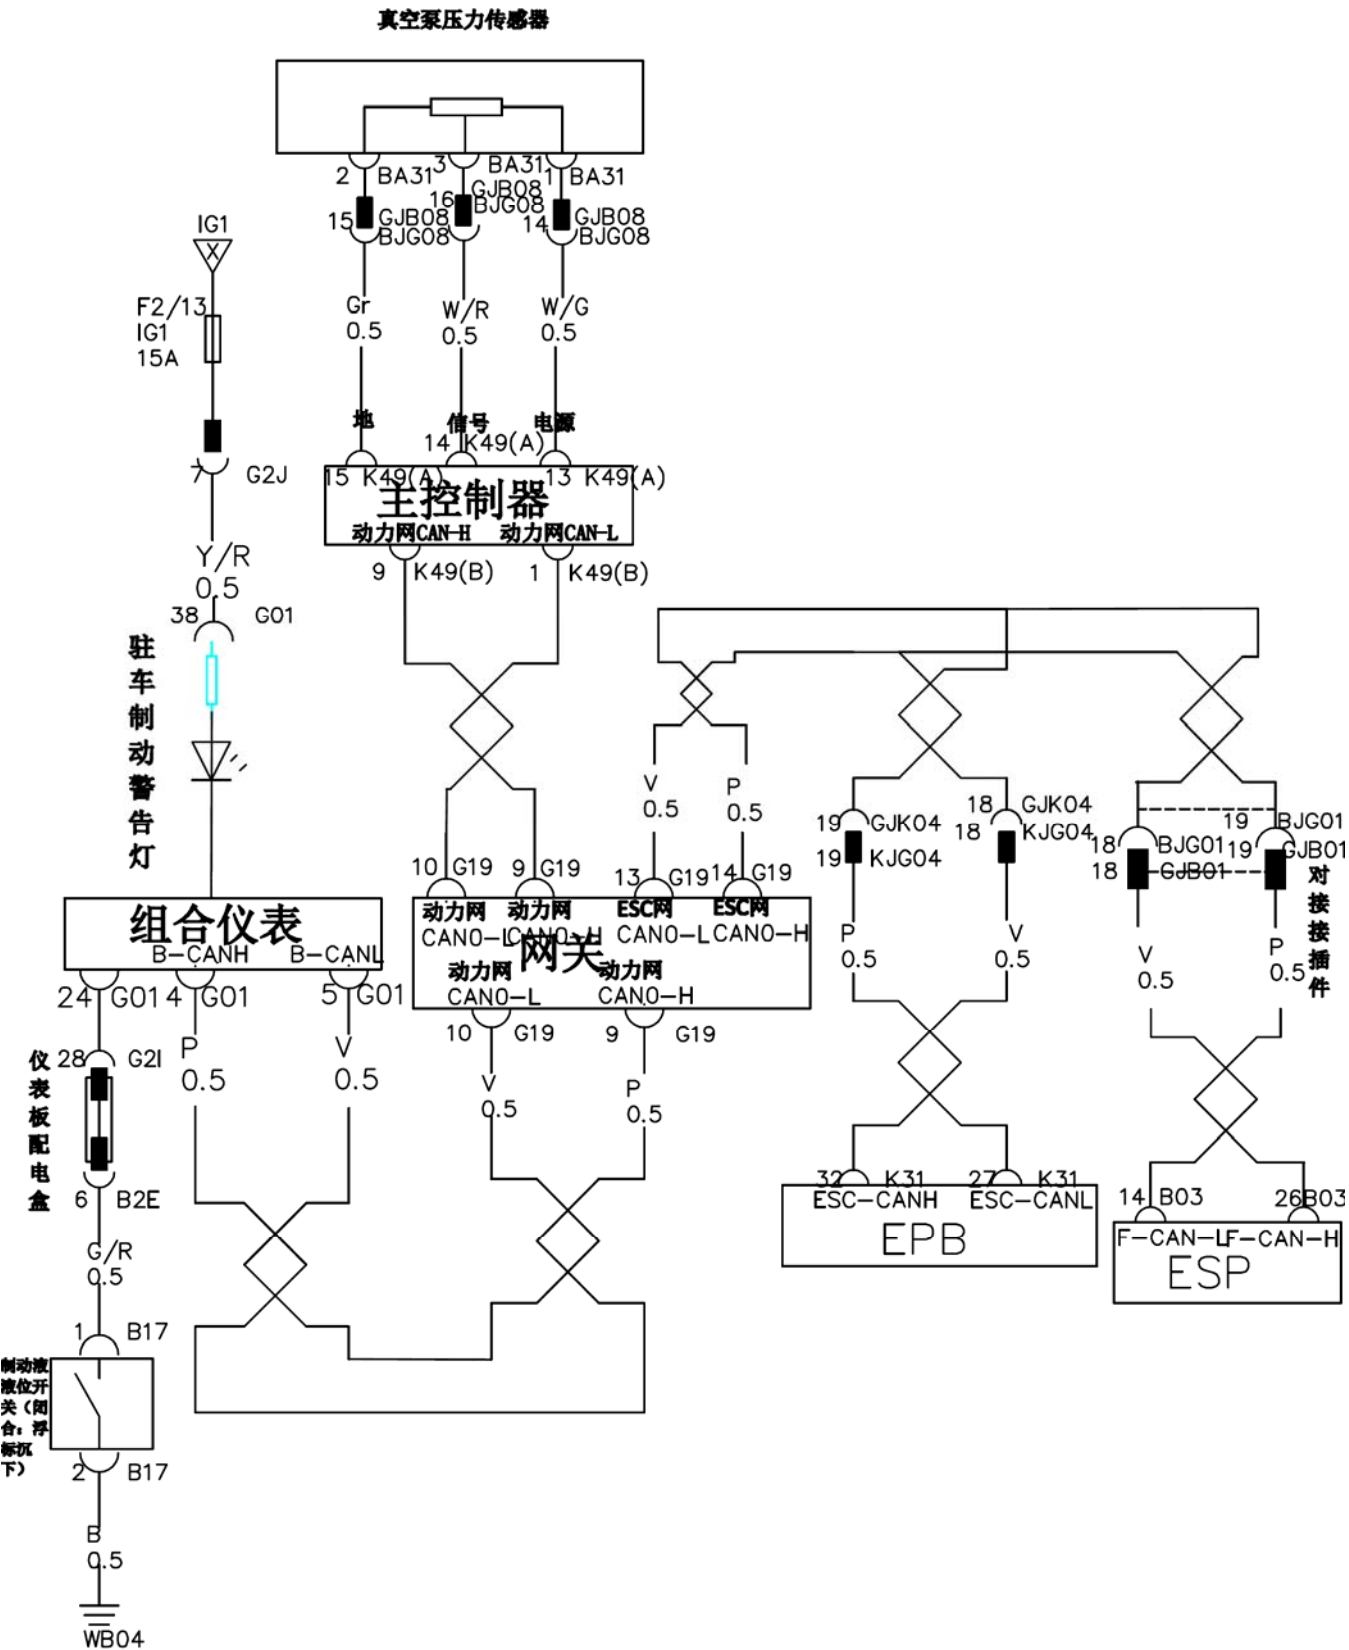 真空泵压力传感器
2
BA31
3
BA31
1
BA31
15
GJB08
BJG08
16
GJB08
BJG08
14
GJB08
BJG08
IG1
X
F2/13
IG1
15A
Gr
0.5
W/R
0.5
W/G
0.5
地
信号
电源
7
G2J
15 K49(A)
14 K49(A)
13 K49(A)
主控制器
动力网CAN-H
动力网CAN-L
9
K49(B)
1
K49(B)
Y/R
0.5
38
G01
驻车制动警告灯
V
0.5
P
0.5
19
GJK04
19
KJG04
18
GJK04
18
KJG04
18
BJG01
18
GJB01
19
BJG01
19
GJB01
对接接插件
10
G19
9
G19
13
G19
14
G19
动力网
CAN0-L
动力网
CAN0-H
ESC网
CAN0-L
ESC网
CAN0-H
网关
动力网
CAN0-L
动力网
CAN0-H
10
G19
9
G19
组合仪表
B-CANH
B-CANL
24
G01
4
G01
5
G01
P
0.5
V
0.5
V
0.5
P
0.5
P
0.5
V
0.5
V
0.5
P
0.5
仪表板配电盒
28
G2I
6
B2E
G/R
0.5
32
K31
27
K31
ESC-CANH
ESC-CANL
EPB
14
B03
26
B03
F-CAN-L
F-CAN-H
ESP
1
B17
制动液
液位开
关（闭
合：浮
标沉
下）
2
B17
B
0.5
WB04